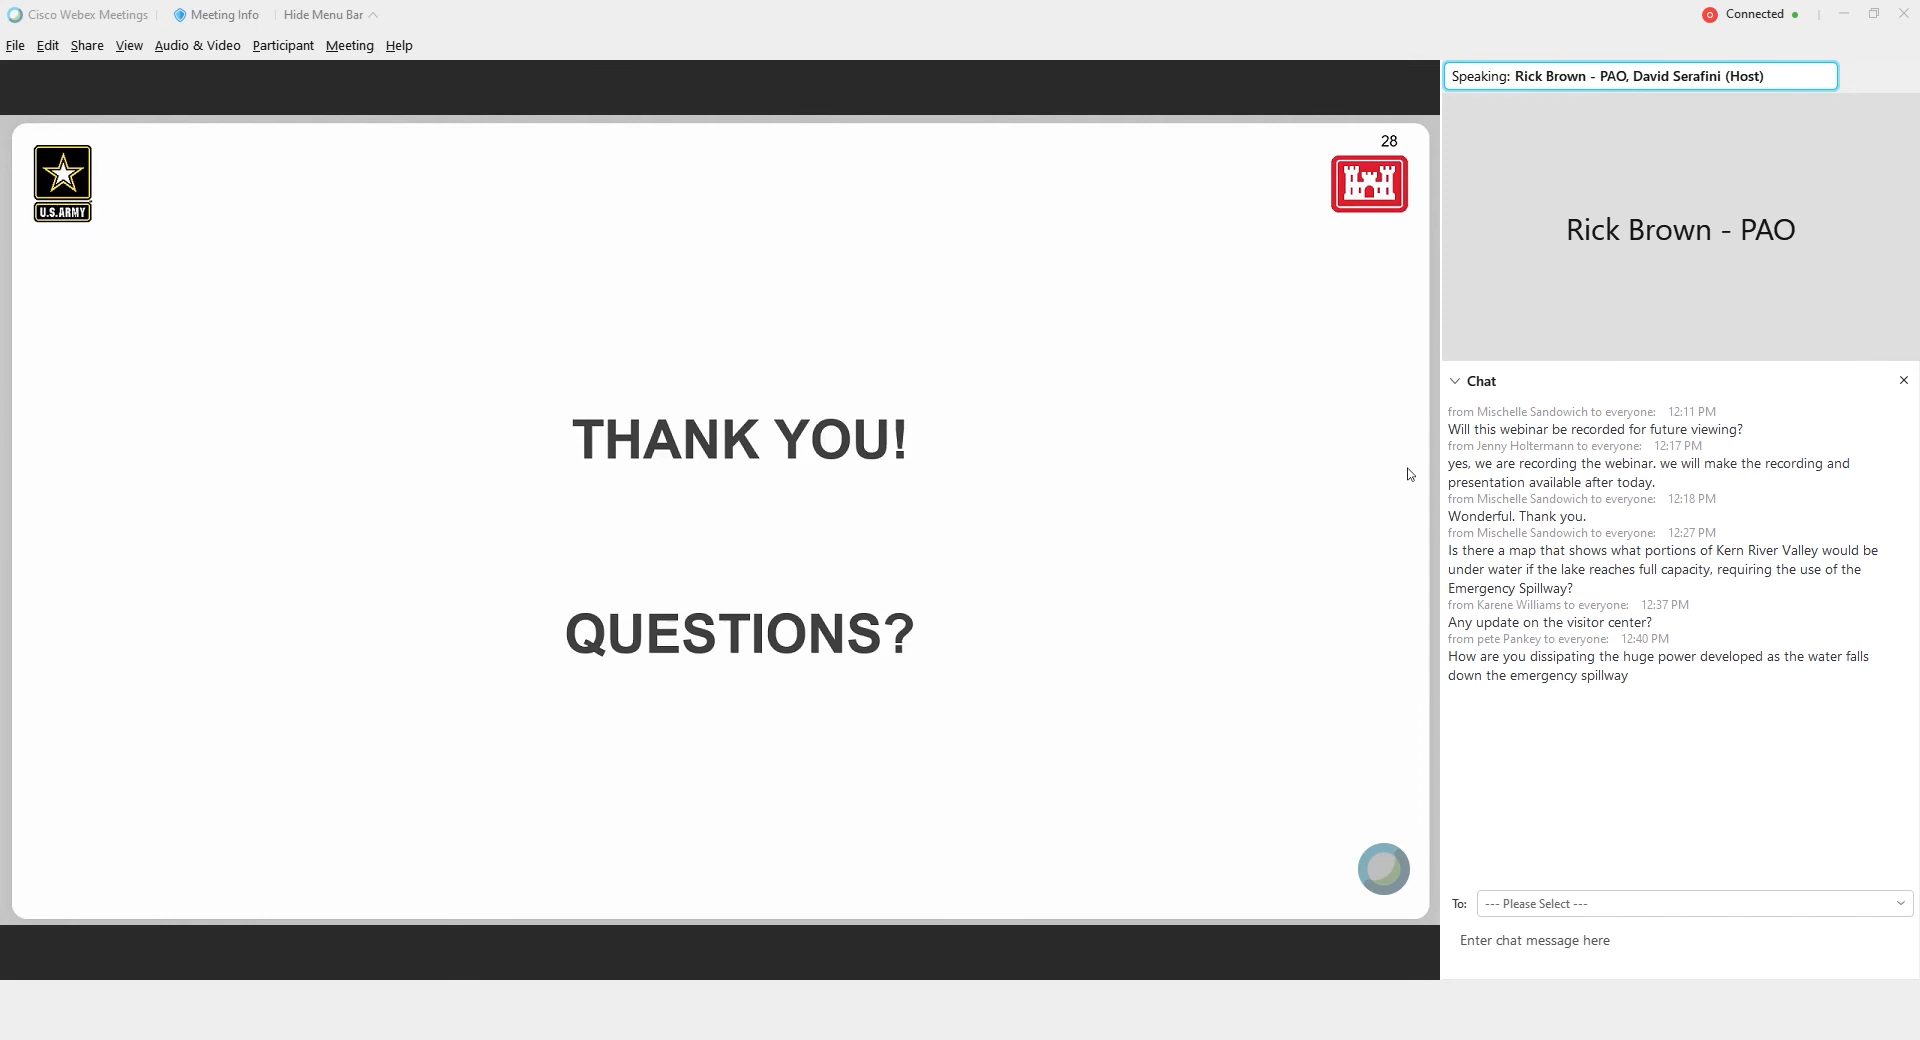 Cisco Webex Meetings
Meeting Info
Hide Menu Bar
Connected
File Edit Share View Audio & Video Participant Meeting Help
Speaking: Rick Brown - PAO, David Serafini (Host)
28
U.S.ARMY
Rick Brown - PAO
THANK YOU!
QUESTIONS?
Chat
from Mischelle Sandowich to everyone: 12:11 PM
Will this webinar be recorded for future viewing?
from Jenny Holtermann to everyone: 12:17 PM
yes, we are recording the webinar. we will make the recording and
presentation available after today.
from Mischelle Sandowich to everyone: 12:18 PM
Wonderful. Thank you.
from Mischelle Sandowich to everyone: 12:27 PM
Is there a map that shows what portions of Kern River Valley would be
under water if the lake reaches full capacity, requiring the use of the
Emergency Spillway?
from Karene Williams to everyone: 12:37 PM
Any update on the visitor center?
from pete Pankey to everyone: 12:40 PM
How are you dissipating the huge power developed as the water falls
down the emergency spillway
To: --- Please Select ---
Enter chat message here